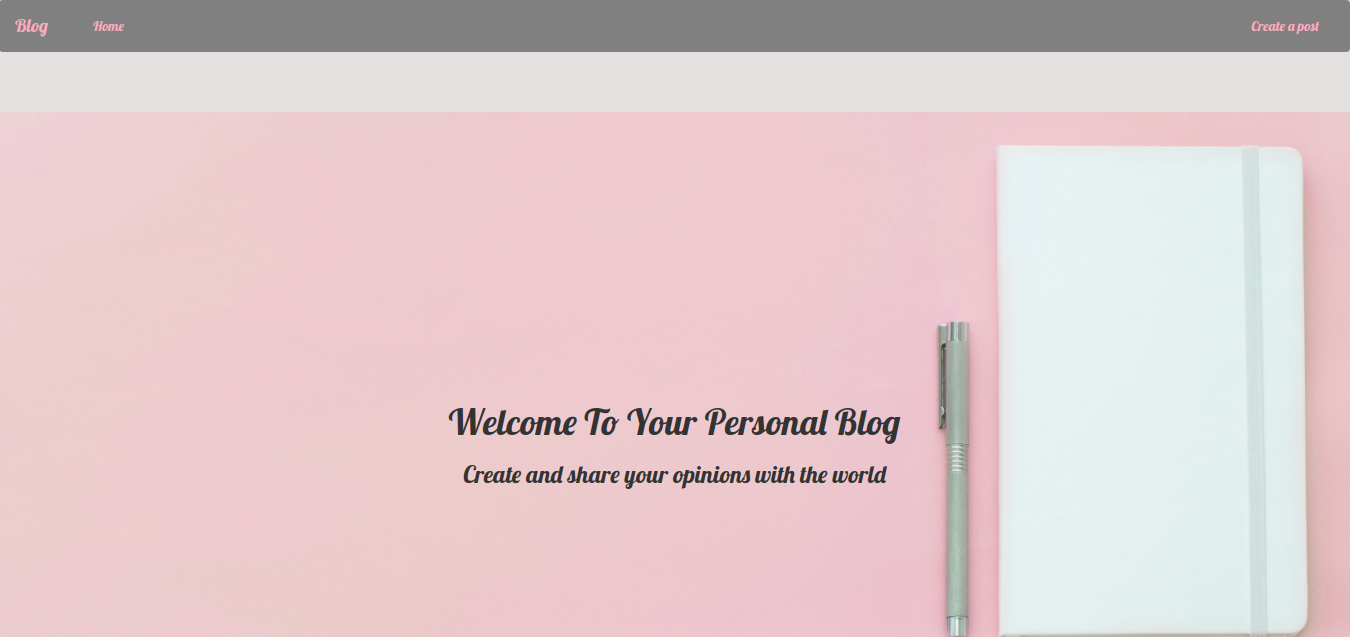 Blog
Home
Create a post
Welcome To Your Personal Blog
Create and share your opinions with the world